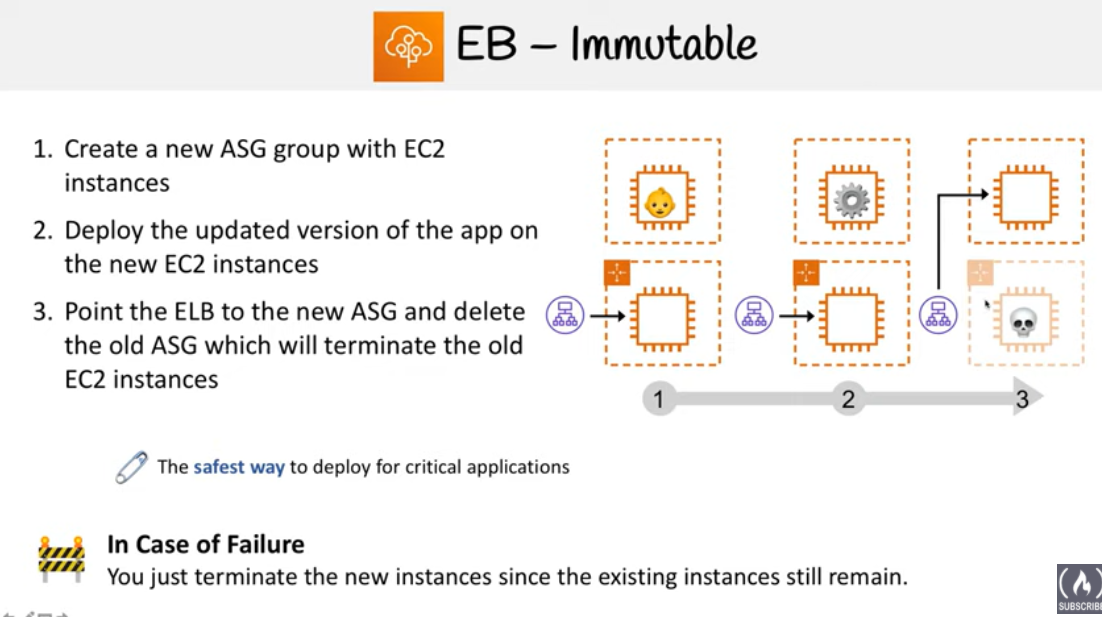 EB – Immutable
1. Create a new ASG group with EC2
instances
2. Deploy the updated version of the app on
the new EC2 instances
3. Point the ELB to the new ASG and delete
the old ASG which will terminate the old
EC2 instances
1
2
3
The safest way to deploy for critical applications
In Case of Failure
You just terminate the new instances since the existing instances still remain.
SUBSCRIBE